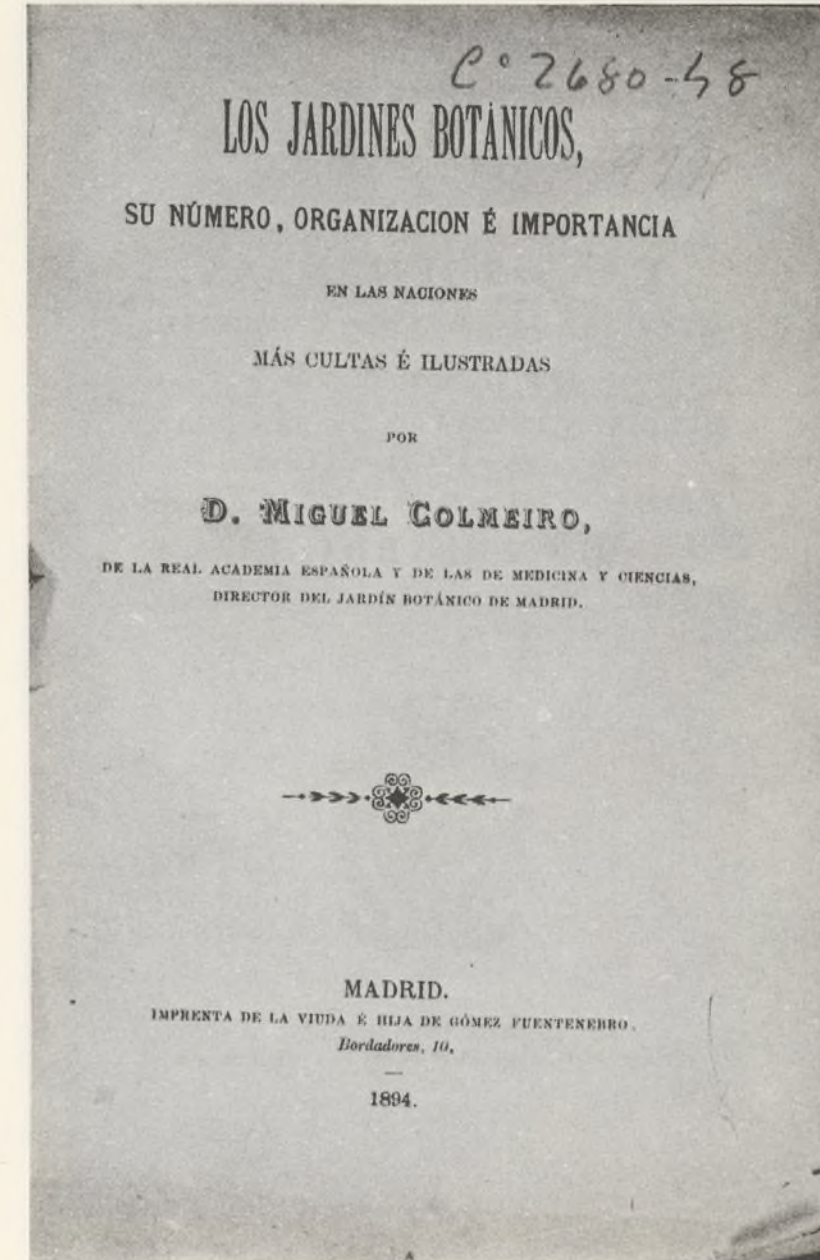 Cº 2680-48
LOS JARDINES BOTÁNICOS,
SU NÚMERO, ORGANIZACION É IMPORTANCIA
EN LAS NACIONES
MÁS CULTAS É ILUSTRADAS
POR
D. MIGUEL COLMEIRO,
DE LA REAL ACADEMIA ESPAÑOLA Y DE LAS DE MEDICINA Y CIENCIAS,
DIRECTOR DEL JARDÍN BOTÁNICO DE MADRID.
MADRID.
IMPRENTA DE LA VIUDA É HIJA DE GÓMEZ FUENTENEBRO.
Bordadores, 10,
1894.